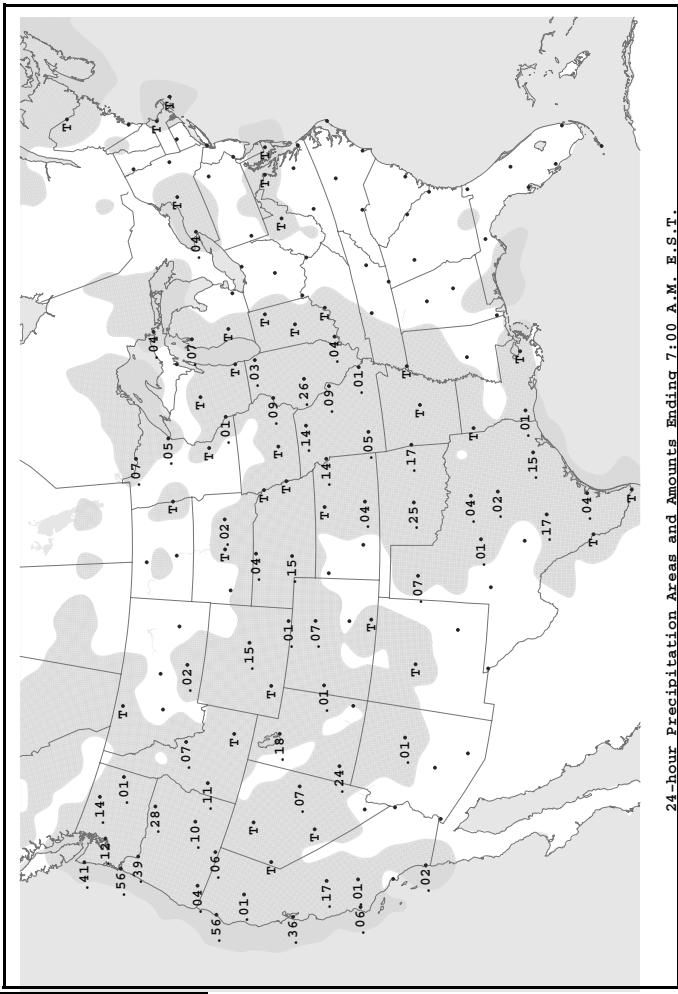 T
.41
.14
.12
.56
.01
T
.39
.07
.28
.04
T
.05
T
T
T
.07
.02
.07
.10
.04
.04
T
.11
T
.56
.06
T
.02
.01
T
T
T
.01
.15
T
.04
.03
T
T
T
T
T
T
.09
.18
T
T
T
.01
.15
.36
T
.07
.14
.26
T
.07
.17
.01
T
.14
T
.09
.04
.24
.06
.01
.01
.04
.05
T
.01
T
.17
.25
T
.07
T
.02
.04
T
.01
.02
T
.01
.15
.17
.04
T
T
24-hour Precipitation Areas and Amounts Ending 7:00 A.M. E.S.T.